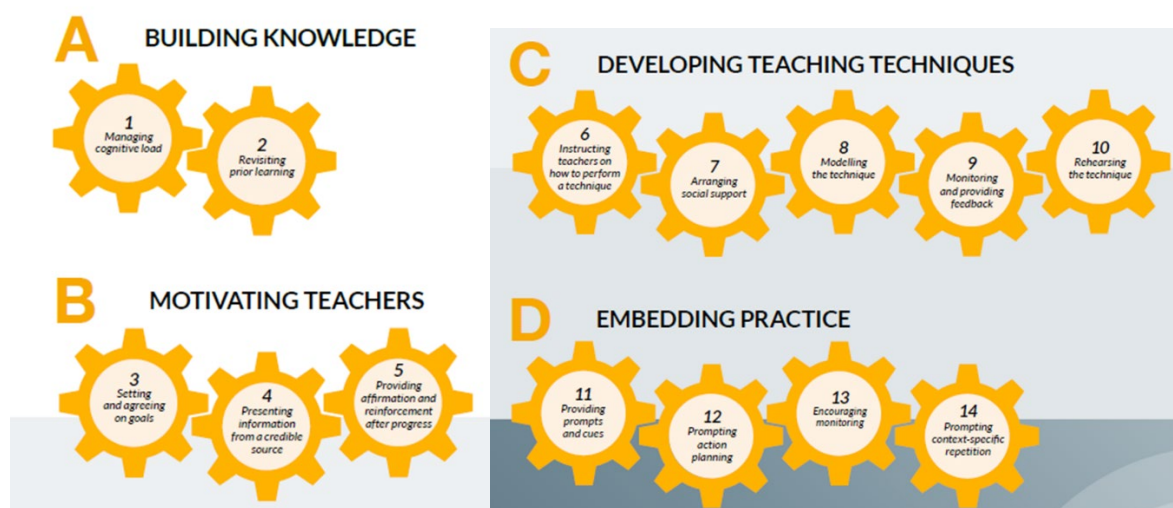 A
BUILDING KNOWLEDGE
1
Managing
cognitive load
2
Revisiting
prior learning
B
MOTIVATING TEACHERS
3
Setting
and agreeing
on goals
4
Presenting
information
from a credible
source
5
Providing
affirmation and
reinforcement
after progress
C
DEVELOPING TEACHING TECHNIQUES
6
Instructing
teachers on
how to perform
a technique
7
Arranging
social support
8
Modelling
the technique
9
Monitoring
and providing
feedback
10
Rehearsing
the technique
D
EMBEDDING PRACTICE
11
Providing
prompts
and cues
12
Prompting
action
planning
13
Encouraging
monitoring
14
Prompting
context-specific
repetition